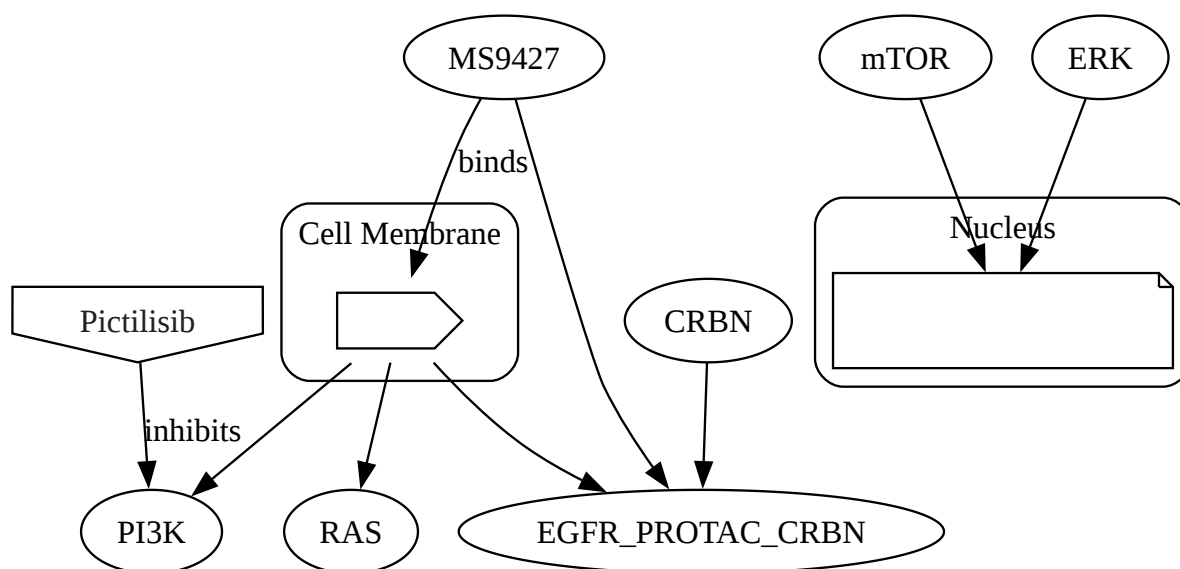 MS9427
mTOR
ERK
binds
Cell Membrane
Nucleus
Pictilisib
CRBN
inhibits
PI3K
RAS
EGFR_PROTAC_CRBN